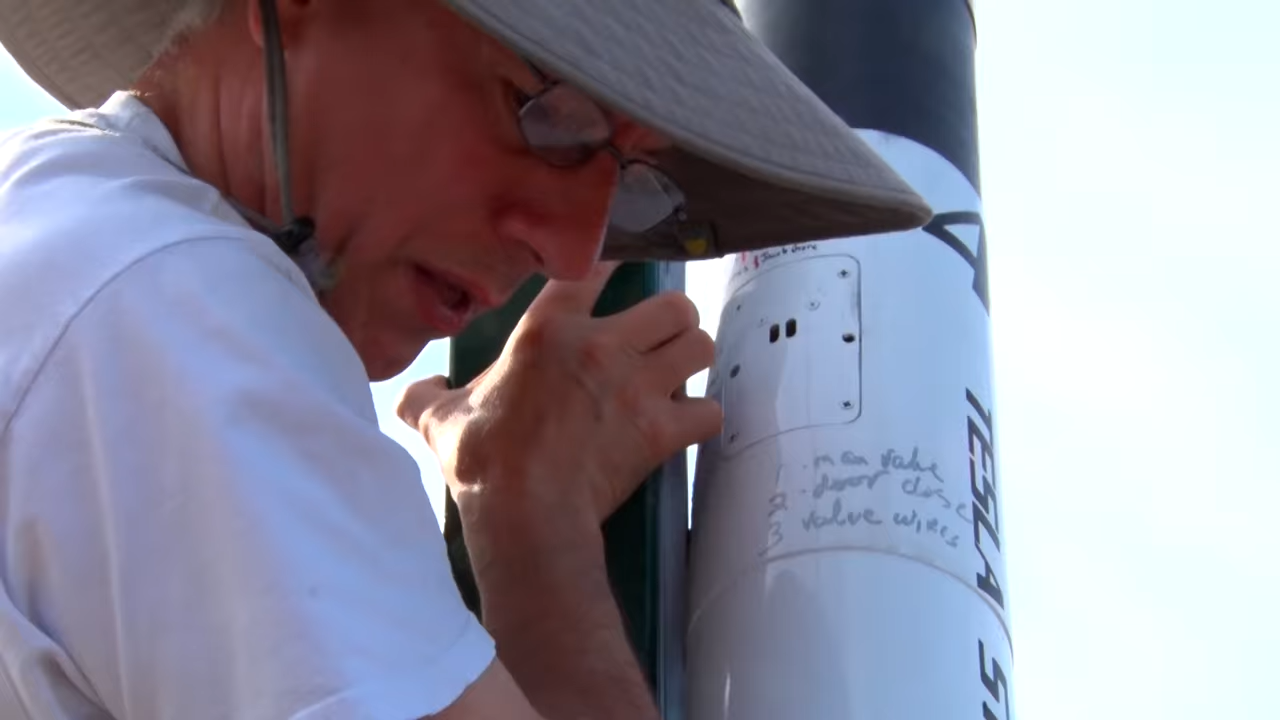 1. main valve
2. door close
3 valve wires
TESLA